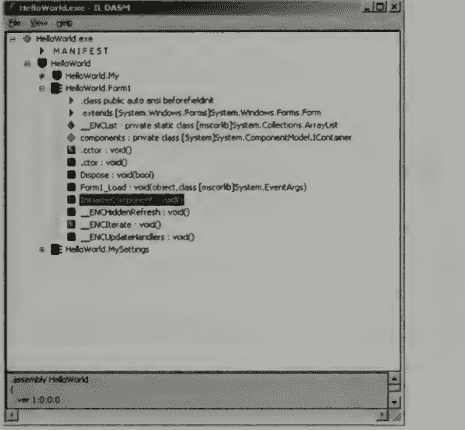 HelloWorld.exe - IL DASM
File View Help
HelloWorld.exe
MANIFEST
HelloWorld
HelloWorld.My
HelloWorld.Form1
.class public auto ansi beforefieldinit
extends [System.Windows.Forms]System.Windows.Forms.Form
__ENCList : private static class [mscorlib]System.Collections.ArrayList
components : private class [System]System.ComponentModel.IContainer
.cctor : void()
.ctor : void()
Dispose : void(bool)
Form1_Load : void(object,class [mscorlib]System.EventArgs)
InitializeComponent : void()
__ENCHiddenRefresh : void()
__ENCIterate : void()
__ENCUpdateHandlers : void()
HelloWorld.MySettings
.assembly HelloWorld
{
.ver 1:0:0:0